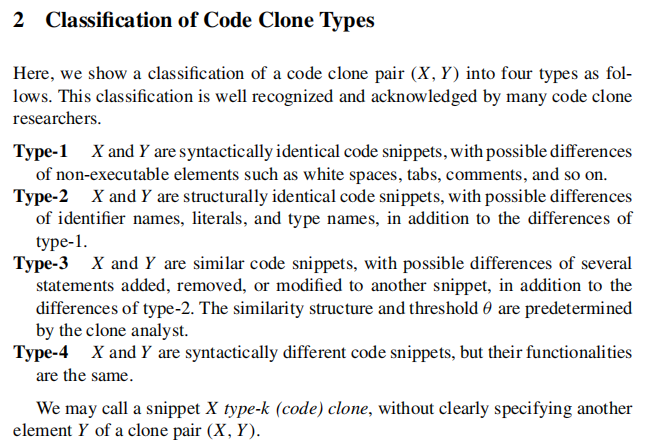 2 Classification of Code Clone Types
Here, we show a classification of a code clone pair (X, Y) into four types as fol-
lows. This classification is well recognized and acknowledged by many code clone
researchers.
Type-1 X and Y are syntactically identical code snippets, with possible differences
of non-executable elements such as white spaces, tabs, comments, and so on.
Type-2 X and Y are structurally identical code snippets, with possible differences
of identifier names, literals, and type names, in addition to the differences of
type-1.
Type-3 X and Y are similar code snippets, with possible differences of several
statements added, removed, or modified to another snippet, in addition to the
differences of type-2. The similarity structure and threshold θ are predetermined
by the clone analyst.
Type-4 X and Y are syntactically different code snippets, but their functionalities
are the same.
We may call a snippet X type-k (code) clone, without clearly specifying another
element Y of a clone pair (X, Y).